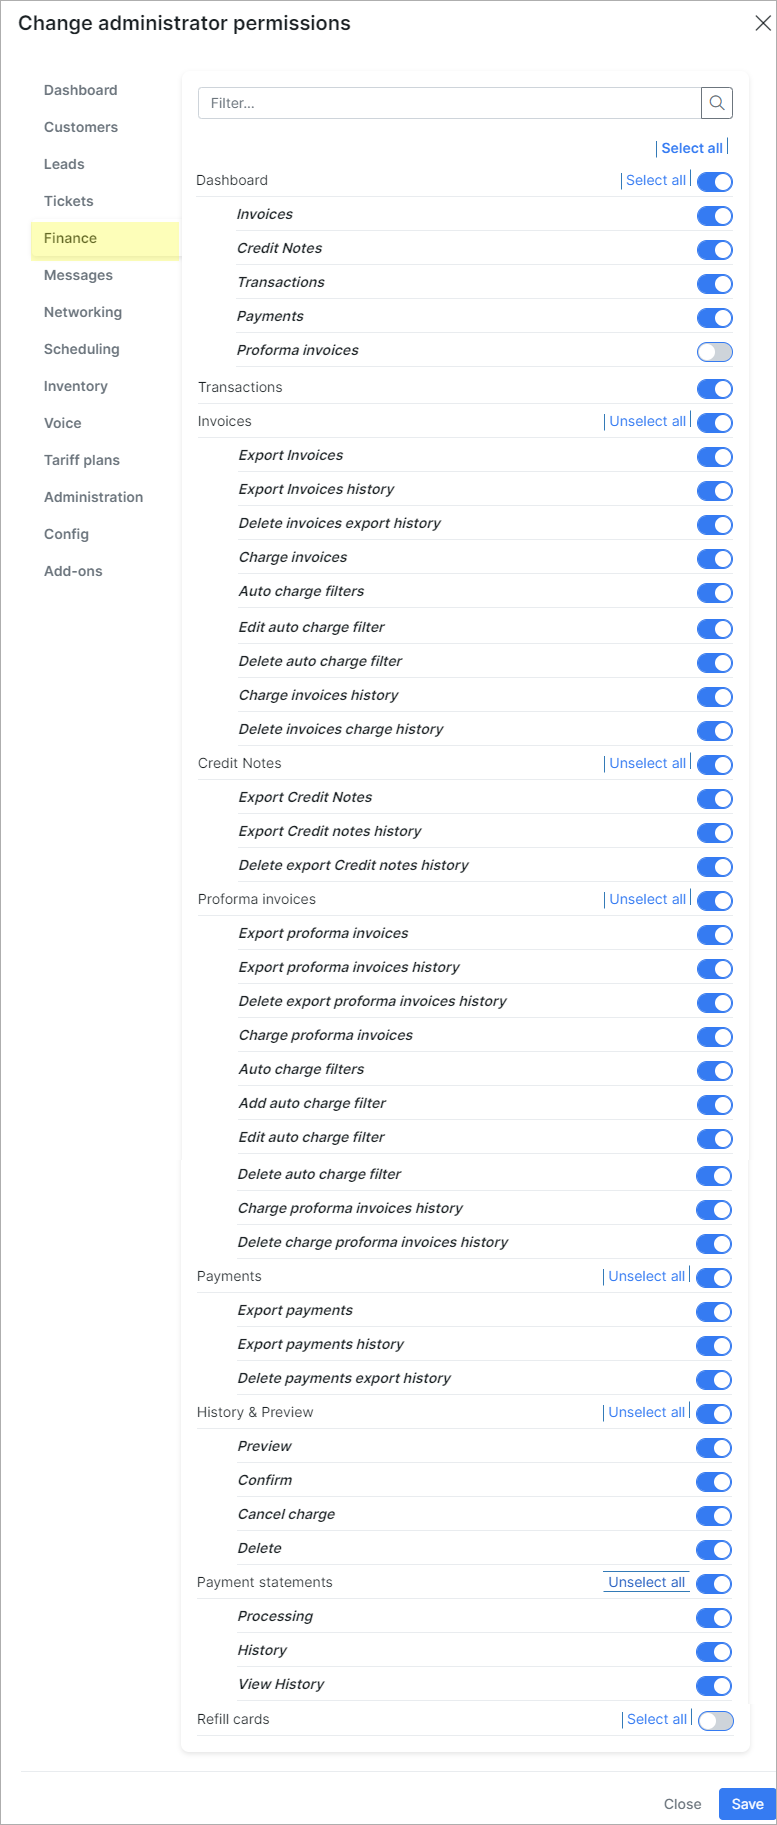 Change administrator permissions
Dashboard
Customers
Leads
Tickets
Finance
Messages
Networking
Scheduling
Inventory
Voice
Tariff plans
Administration
Config
Add-ons
Filter...
Select all
Dashboard Select all
Invoices
Credit Notes
Transactions
Payments
Proforma invoices
Transactions
Invoices Unselect all
Export Invoices
Export Invoices history
Delete invoices export history
Charge invoices
Auto charge filters
Edit auto charge filter
Delete auto charge filter
Charge invoices history
Delete invoices charge history
Credit Notes Unselect all
Export Credit Notes
Export Credit notes history
Delete export Credit notes history
Proforma invoices Unselect all
Export proforma invoices
Export proforma invoices history
Delete export proforma invoices history
Charge proforma invoices
Auto charge filters
Add auto charge filter
Edit auto charge filter
Delete auto charge filter
Charge proforma invoices history
Delete charge proforma invoices history
Payments Unselect all
Export payments
Export payments history
Delete payments export history
History & Preview Unselect all
Preview
Confirm
Cancel charge
Delete
Payment statements Unselect all
Processing
History
View History
Refill cards Select all
Close Save